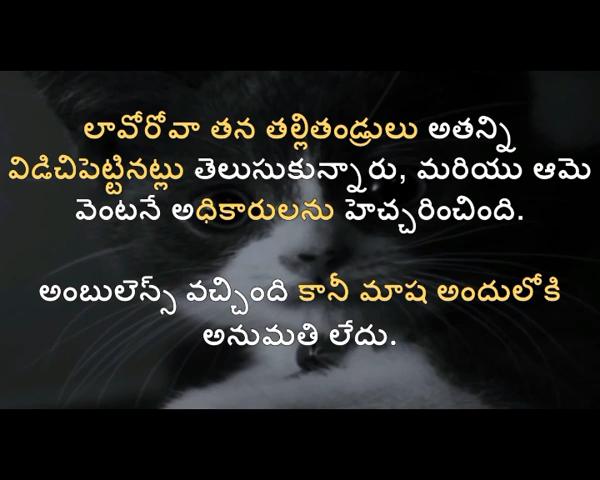 లావోరోవా తన తల్లితండ్రులు అతన్ని
విడిచిపెట్టినట్లు తెలుసుకున్నారు, మరియు ఆమె
వెంటనే అధికారులను హెచ్చరించింది.
అంబులెన్స్ వచ్చింది కానీ మాష అందులోకి
అనుమతి లేదు.